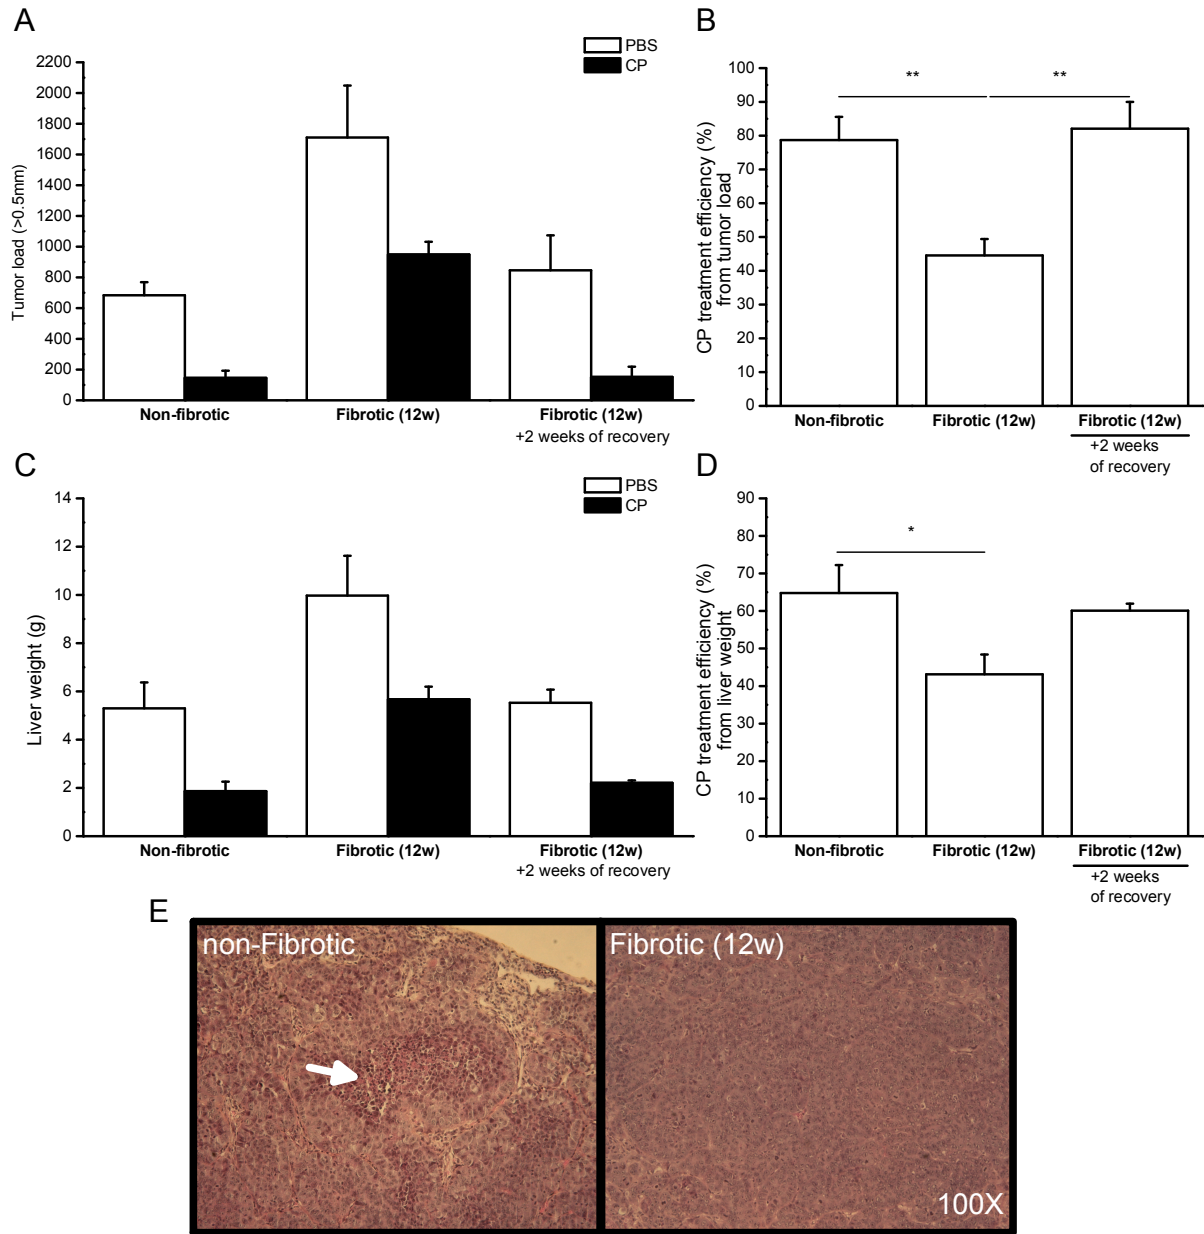 A
PBS
CP
2200
2000
1800
1600
1400
1200
1000
800
600
400
200
0
Tumor load (>0.5mm)
Non-fibrotic
Fibrotic (12w)
Fibrotic (12w)
+2 weeks of recovery
B
100
90
80
70
60
50
40
30
20
10
0
CP treatment efficiency (%)
from tumor load
**
**
Non-fibrotic
Fibrotic (12w)
Fibrotic (12w)
+2 weeks
of recovery
C
PBS
CP
14
12
10
8
6
4
2
0
Liver weight (g)
Non-fibrotic
Fibrotic (12w)
Fibrotic (12w)
+2 weeks of recovery
D
90
80
70
60
50
40
30
20
10
0
CP treatment efficiency (%)
from liver weight
*
Non-fibrotic
Fibrotic (12w)
Fibrotic (12w)
+2 weeks
of recovery
E
non-Fibrotic
Fibrotic (12w)
100X